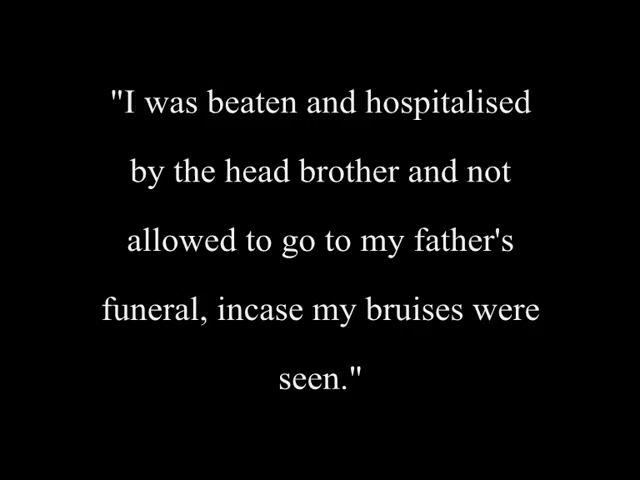 "I was beaten and hospitalised
by the head brother and not
allowed to go to my father's
funeral, incase my bruises were
seen."